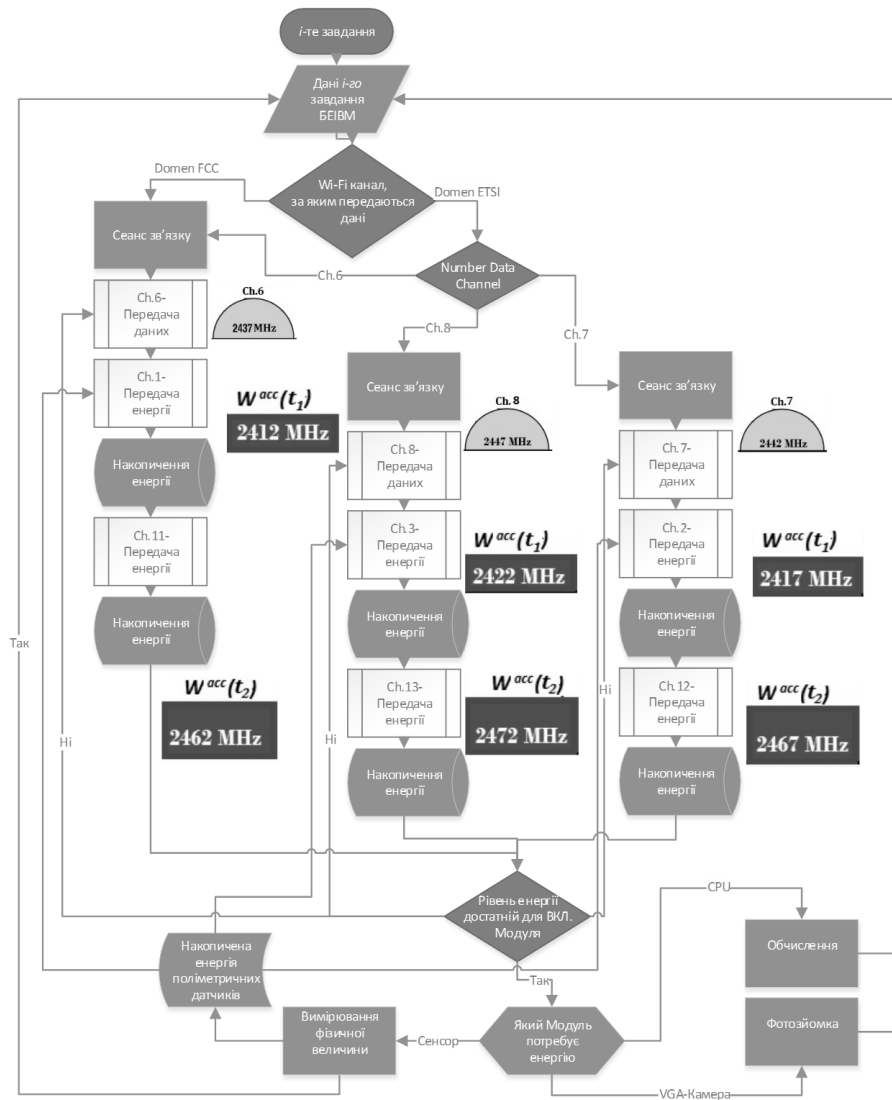 i-те завдання
Дані i-го
завдання
БЕІВМ
Domen FCC
Wi-Fi канал,
за яким передаються
дані
Domen ETSI
Сеанс зв'язку
Number Data
Channel
Ch.6
Ch.8
Ch.7
Ch.6-
Передача
даних
Ch.6
2437 MHz
Ch.1-
Передача
енергії
W acc(t1)
2412 MHz
Накопичення
енергії
Ch.11-
Передача
енергії
Накопичення
енергії
W acc(t2)
2462 MHz
Сеанс зв'язку
Ch. 8
2447 MHz
Ch.8-
Передача
даних
Ch.3-
Передача
енергії
W acc(t1)
2422 MHz
Накопичення
енергії
Ch.13-
Передача
енергії
W acc(t2)
2472 MHz
Накопичення
енергії
Сеанс зв'язку
Ch.7
2442 MHz
Ch.7-
Передача
даних
Ch.2-
Передача
енергії
W acc(t1)
2417 MHz
Накопичення
енергії
Ch.12-
Передача
енергії
W acc(t2)
2467 MHz
Накопичення
енергії
Так
Ні
Ні
Ні
Рівень енергії
достатній для ВКЛ.
Модуля
CPU
Обчислення
Накопичена
енергія
поліметричних
датчиків
Так
Вимірювання
фізичної
величини
Сенсор
Який Модуль
потребує
енергію
Фотозйомка
VGA-Камера